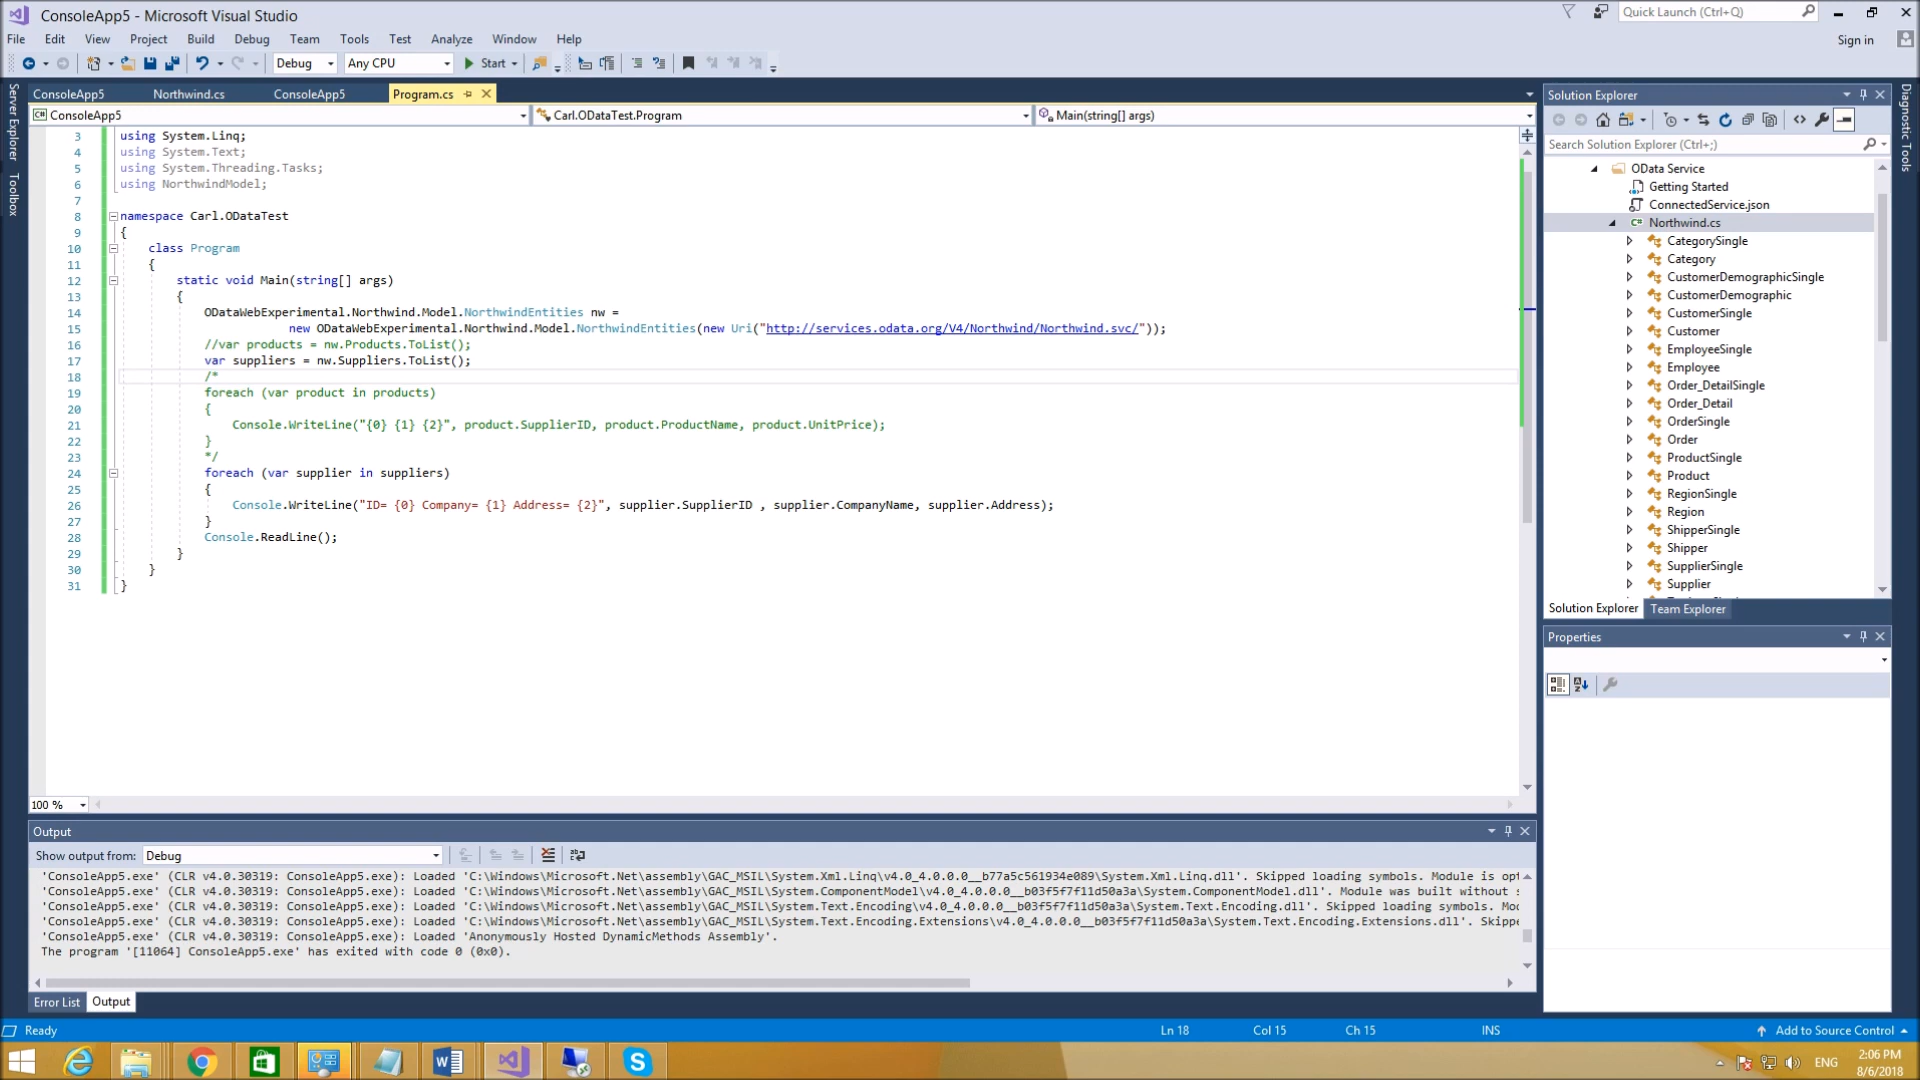 ConsoleApp5 - Microsoft Visual Studio
Quick Launch (Ctrl+Q)
File Edit View Project Build Debug Team Tools Test Analyze Window Help
Sign in
Debug Any CPU Start
Server Explorer
Toolbox
ConsoleApp5 Northwind.cs ConsoleApp5 Program.cs
C# ConsoleApp5 Carl.ODataTest.Program Main(string[] args)
3 using System.Linq;
4 using System.Text;
5 using System.Threading.Tasks;
6 using NorthwindModel;
7
8 namespace Carl.ODataTest
9 {
10 class Program
11 {
12 static void Main(string[] args)
13 {
14 ODataWebExperimental.Northwind.Model.NorthwindEntities nw =
15 new ODataWebExperimental.Northwind.Model.NorthwindEntities(new Uri("http://services.odata.org/V4/Northwind/Northwind.svc/"));
16 //var products = nw.Products.ToList();
17 var suppliers = nw.Suppliers.ToList();
18 /*
19 foreach (var product in products)
20 {
21 Console.WriteLine("{0} {1} {2}", product.SupplierID, product.ProductName, product.UnitPrice);
22 }
23 */
24 foreach (var supplier in suppliers)
25 {
26 Console.WriteLine("ID= {0} Company= {1} Address= {2}", supplier.SupplierID , supplier.CompanyName, supplier.Address);
27 }
28 Console.ReadLine();
29 }
30 }
31 }
100 %
Output
Show output from: Debug
'ConsoleApp5.exe' (CLR v4.0.30319: ConsoleApp5.exe): Loaded 'C:\Windows\Microsoft.Net\assembly\GAC_MSIL\System.Xml.Linq\v4.0_4.0.0.0__b77a5c561934e089\System.Xml.Linq.dll'. Skipped loading symbols. Module is opt
'ConsoleApp5.exe' (CLR v4.0.30319: ConsoleApp5.exe): Loaded 'C:\Windows\Microsoft.Net\assembly\GAC_MSIL\System.ComponentModel\v4.0_4.0.0.0__b03f5f7f11d50a3a\System.ComponentModel.dll'. Module was built without s
'ConsoleApp5.exe' (CLR v4.0.30319: ConsoleApp5.exe): Loaded 'C:\Windows\Microsoft.Net\assembly\GAC_MSIL\System.Text.Encoding\v4.0_4.0.0.0__b03f5f7f11d50a3a\System.Text.Encoding.dll'. Skipped loading symbols. Mod
'ConsoleApp5.exe' (CLR v4.0.30319: ConsoleApp5.exe): Loaded 'C:\Windows\Microsoft.Net\assembly\GAC_MSIL\System.Text.Encoding.Extensions\v4.0_4.0.0.0__b03f5f7f11d50a3a\System.Text.Encoding.Extensions.dll'. Skippe
'ConsoleApp5.exe' (CLR v4.0.30319: ConsoleApp5.exe): Loaded 'Anonymously Hosted DynamicMethods Assembly'.
The program '[11064] ConsoleApp5.exe' has exited with code 0 (0x0).
Error List Output
Solution Explorer
Search Solution Explorer (Ctrl+;)
OData Service
Getting Started
ConnectedService.json
C# Northwind.cs
CategorySingle
Category
CustomerDemographicSingle
CustomerDemographic
CustomerSingle
Customer
EmployeeSingle
Employee
Order_DetailSingle
Order_Detail
OrderSingle
Order
ProductSingle
Product
RegionSingle
Region
ShipperSingle
Shipper
SupplierSingle
Supplier
Solution Explorer Team Explorer
Properties
Diagnostic Tools
Ready Ln 18 Col 15 Ch 15 INS Add to Source Control
ENG 2:06 PM
8/6/2018